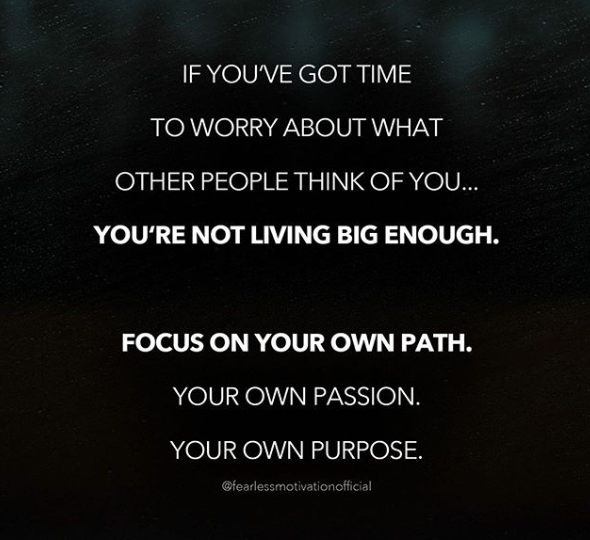 IF YOU'VE GOT TIME
TO WORRY ABOUT WHAT
OTHER PEOPLE THINK OF YOU...
YOU'RE NOT LIVING BIG ENOUGH.
FOCUS ON YOUR OWN PATH.
YOUR OWN PASSION.
YOUR OWN PURPOSE.
@fearlessmotivationofficial